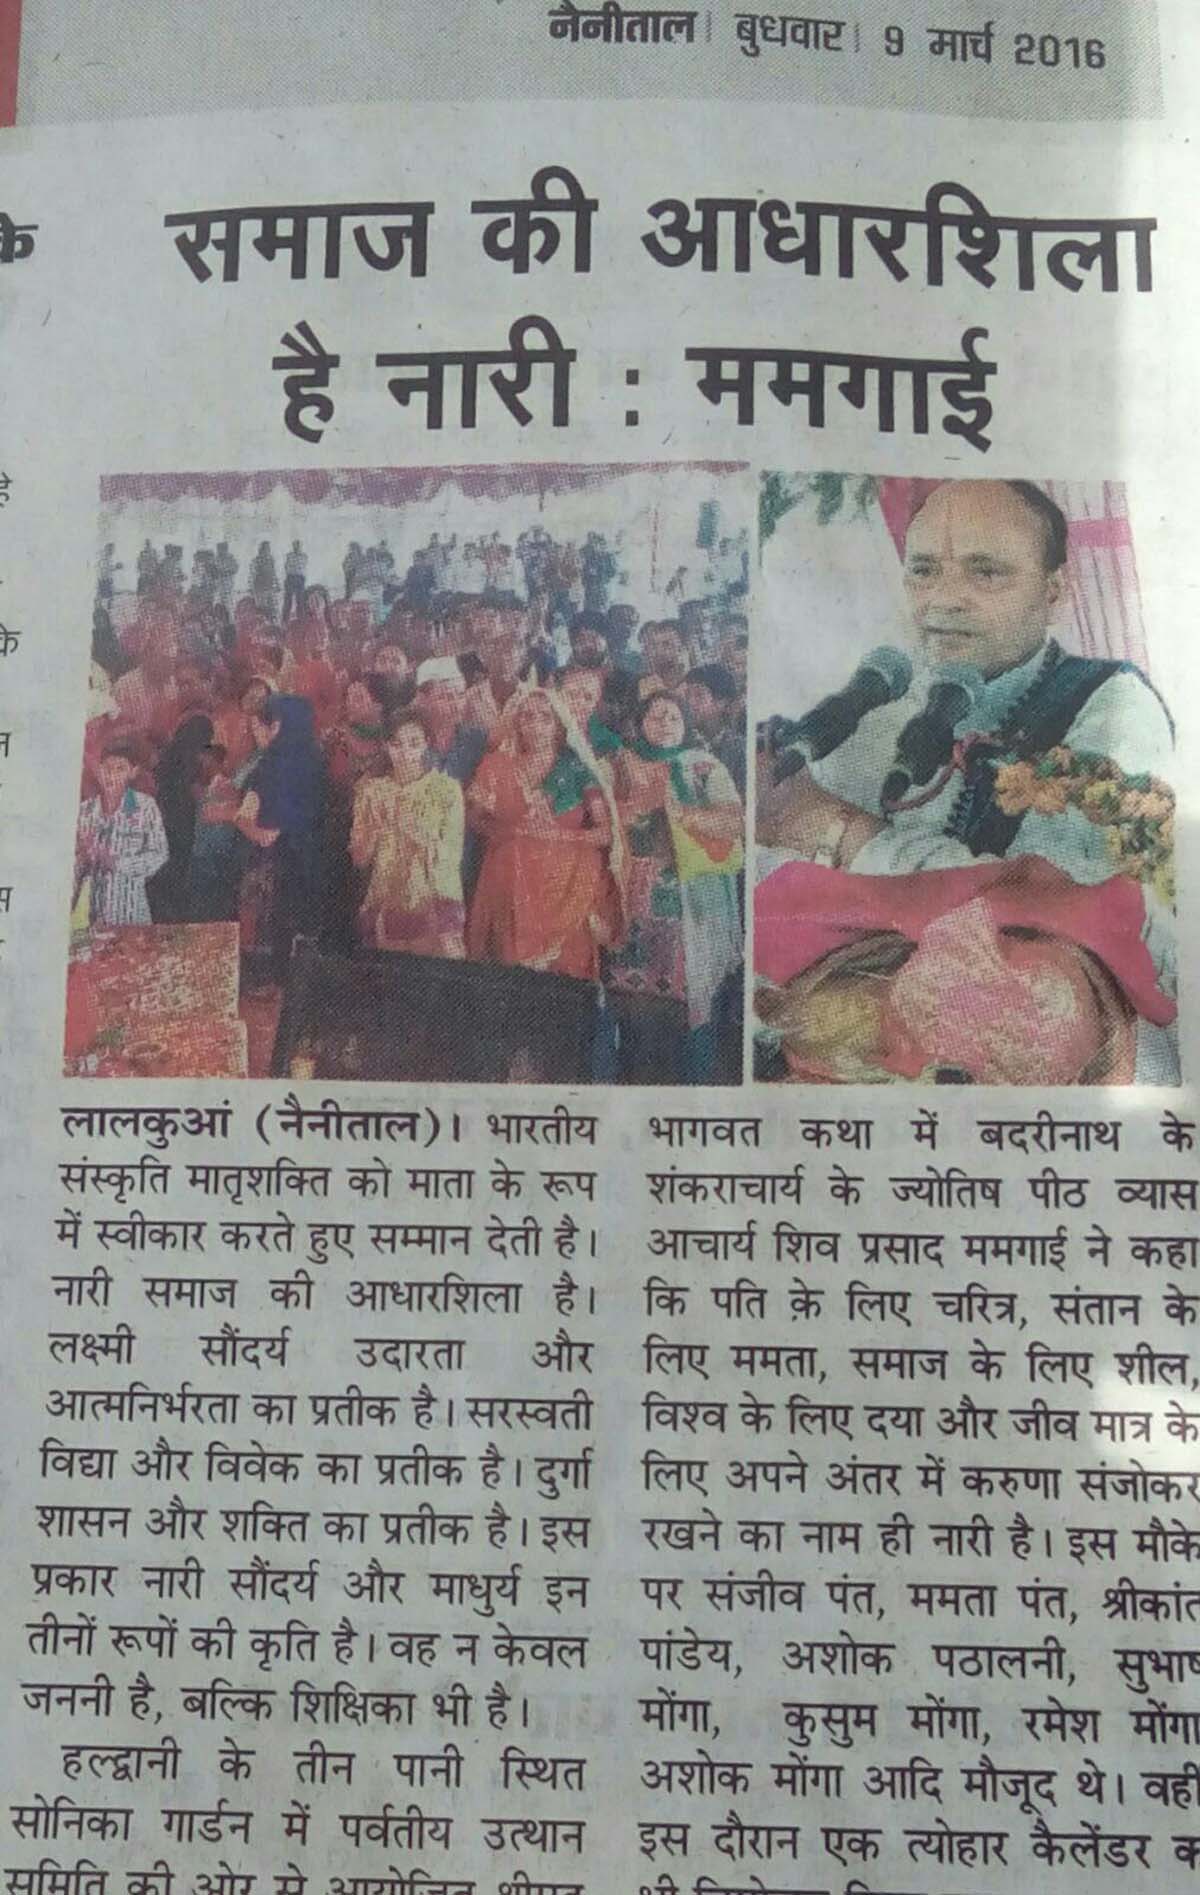 नैनीताल। बुधवार। 9 मार्च 2016
समाज की आधारशिला
है नारी : ममगाई
लालकुआं (नैनीताल)। भारतीय
संस्कृति मातृशक्ति को माता के रूप
में स्वीकार करते हुए सम्मान देती है।
नारी समाज की आधारशिला है।
लक्ष्मी सौंदर्य उदारता और
आत्मनिर्भरता का प्रतीक है। सरस्वती
विद्या और विवेक का प्रतीक है। दुर्गा
शासन और शक्ति का प्रतीक है। इस
प्रकार नारी सौंदर्य और माधुर्य इन
तीनों रूपों की कृति है। वह न केवल
जननी है, बल्कि शिक्षिका भी है।
हल्द्वानी के तीन पानी स्थित
सोनिका गार्डन में पर्वतीय उत्थान
समिति की ओर से आयोजित श्रीमद्
भागवत कथा में बदरीनाथ के
शंकराचार्य के ज्योतिष पीठ व्यास
आचार्य शिव प्रसाद ममगाई ने कहा
कि पति के लिए चरित्र, संतान के
लिए ममता, समाज के लिए शील,
विश्व के लिए दया और जीव मात्र के
लिए अपने अंतर में करुणा संजोकर
रखने का नाम ही नारी है। इस मौके
पर संजीव पंत, ममता पंत, श्रीकांत
पांडेय, अशोक पठालनी, सुभाष
मोंगा, कुसुम मोंगा, रमेश मोंगा
अशोक मोंगा आदि मौजूद थे। वहीं
इस दौरान एक त्योहार कैलेंडर